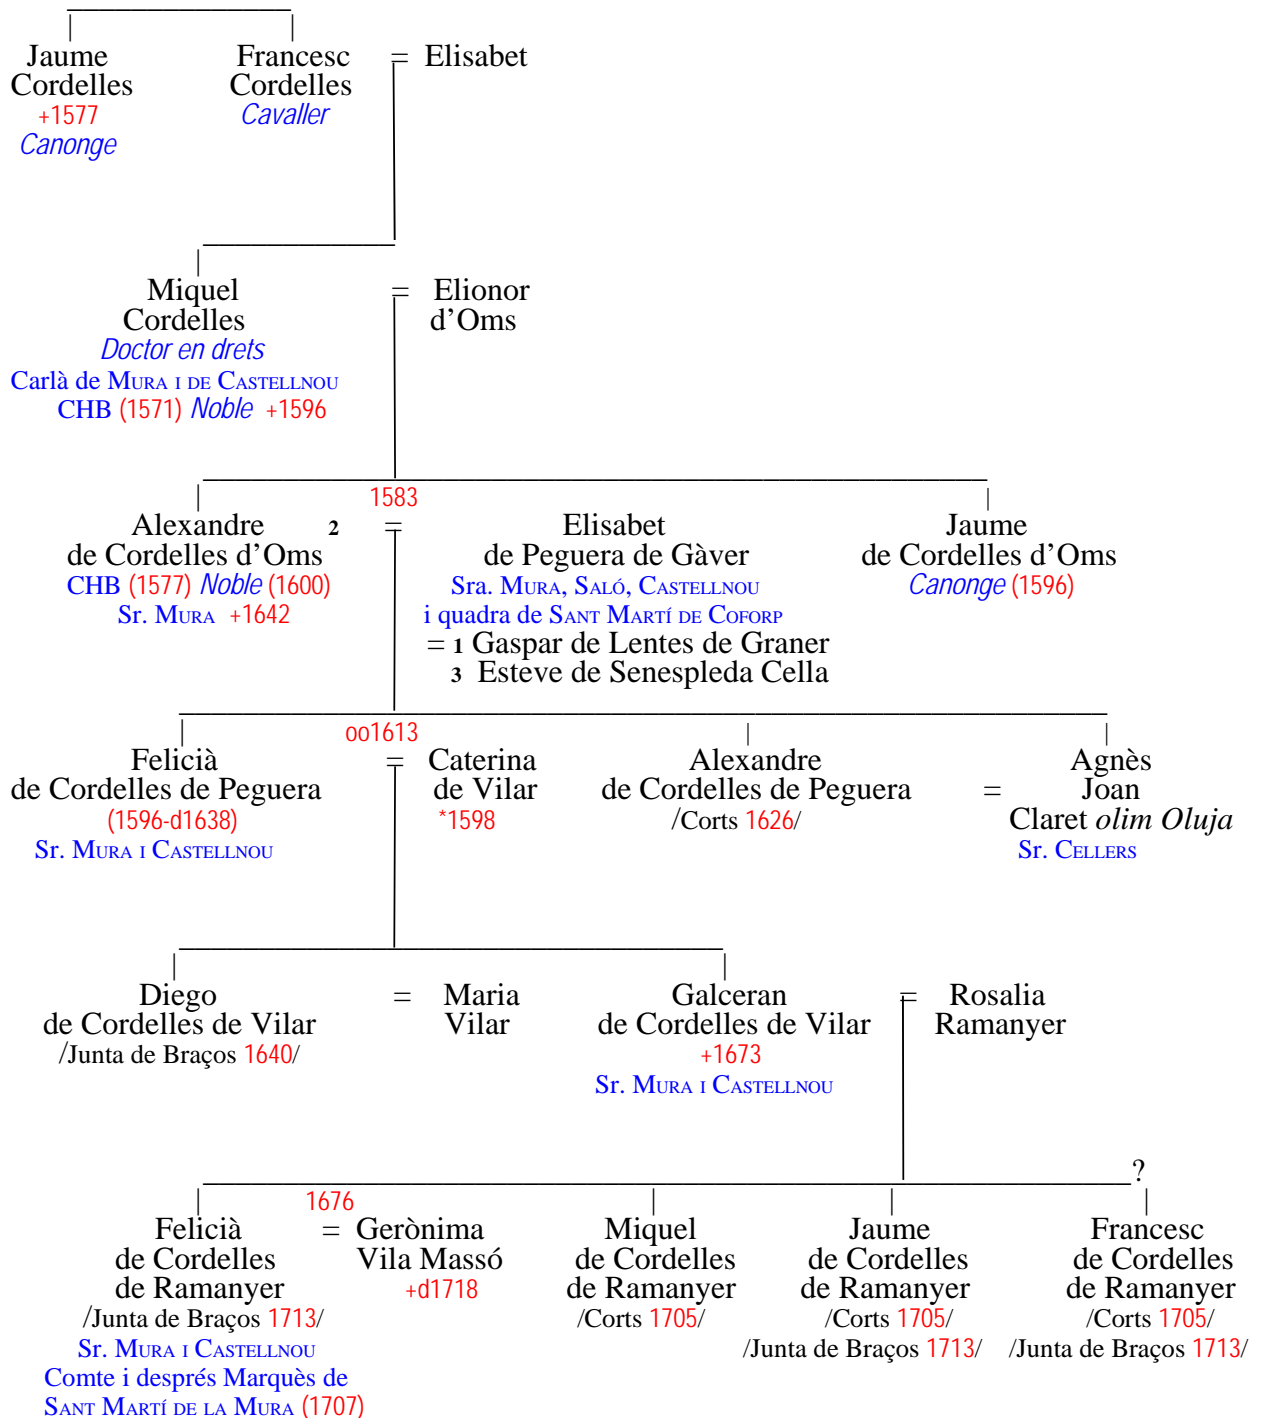 Jaume
Cordelles
+1577
Canonge
Francesc
Cordelles
Cavaller
= Elisabet
Miquel
Cordelles
Doctor en drets
Carlà de MURA I DE CASTELLNOU
CHB (1571) Noble +1596
= Elionor
d’Oms
1583
Alexandre 2 =
de Cordelles d’Oms
CHB (1577) Noble (1600)
Sr. MURA +1642
Elisabet
de Peguera de Gàver
Sra. MURA, SALÓ, CASTELLNOU
i quadra de SANT MARTÍ DE COFORP
= 1 Gaspar de Lentes de Graner
3 Esteve de Senespleda Cella
Jaume
de Cordelles d’Oms
Canonge (1596)
oo1613
Felicià
de Cordelles de Peguera
(1596-d1638)
Sr. MURA I CASTELLNOU
= Caterina
de Vilar
*1598
Alexandre
de Cordelles de Peguera
/Corts 1626/
Agnès
= Joan
Claret olim Oluja
Sr. CELLERS
Diego
de Cordelles de Vilar
/Junta de Braços 1640/
= Maria
Vilar
Galceran
de Cordelles de Vilar
+1673
Sr. MURA I CASTELLNOU
= Rosalia
Ramanyer
?
1676
Felicià
de Cordelles
de Ramanyer
/Junta de Braços 1713/
Sr. MURA I CASTELLNOU
Comte i després Marquès de
SANT MARTÍ DE LA MURA (1707)
= Gerònima
Vila Massó
+d1718
Miquel
de Cordelles
de Ramanyer
/Corts 1705/
Jaume
de Cordelles
de Ramanyer
/Corts 1705/
/Junta de Braços 1713/
Francesc
de Cordelles
de Ramanyer
/Corts 1705/
/Junta de Braços 1713/